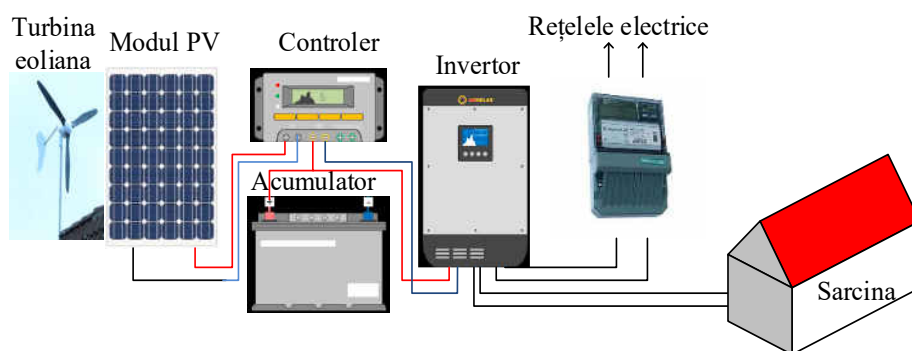 Turbina
eoliana
Modul PV
Controler
Invertor
Rețelele electrice
Acumulator
Sarcina